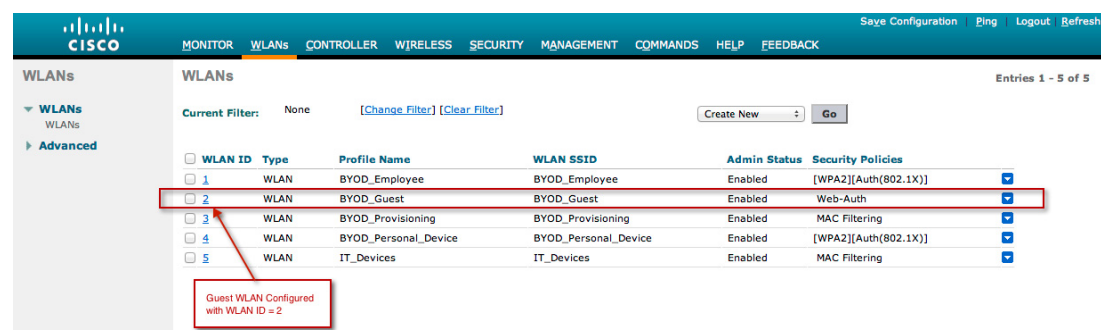 Save Configuration | Ping | Logout | Refresh
CISCO
MONITOR WLANs CONTROLLER WIRELESS SECURITY MANAGEMENT COMMANDS HELP FEEDBACK
WLANs
WLANs
WLANs
Advanced
WLANs
Entries 1 - 5 of 5
Current Filter: None [Change Filter] [Clear Filter]
Create New Go
WLAN ID Type Profile Name WLAN SSID Admin Status Security Policies
1 WLAN BYOD_Employee BYOD_Employee Enabled [WPA2][Auth(802.1X)]
2 WLAN BYOD_Guest BYOD_Guest Enabled Web-Auth
3 WLAN BYOD_Provisioning BYOD_Provisioning Enabled MAC Filtering
4 WLAN BYOD_Personal_Device BYOD_Personal_Device Enabled [WPA2][Auth(802.1X)]
5 WLAN IT_Devices IT_Devices Enabled MAC Filtering
Guest WLAN Configured
with WLAN ID = 2